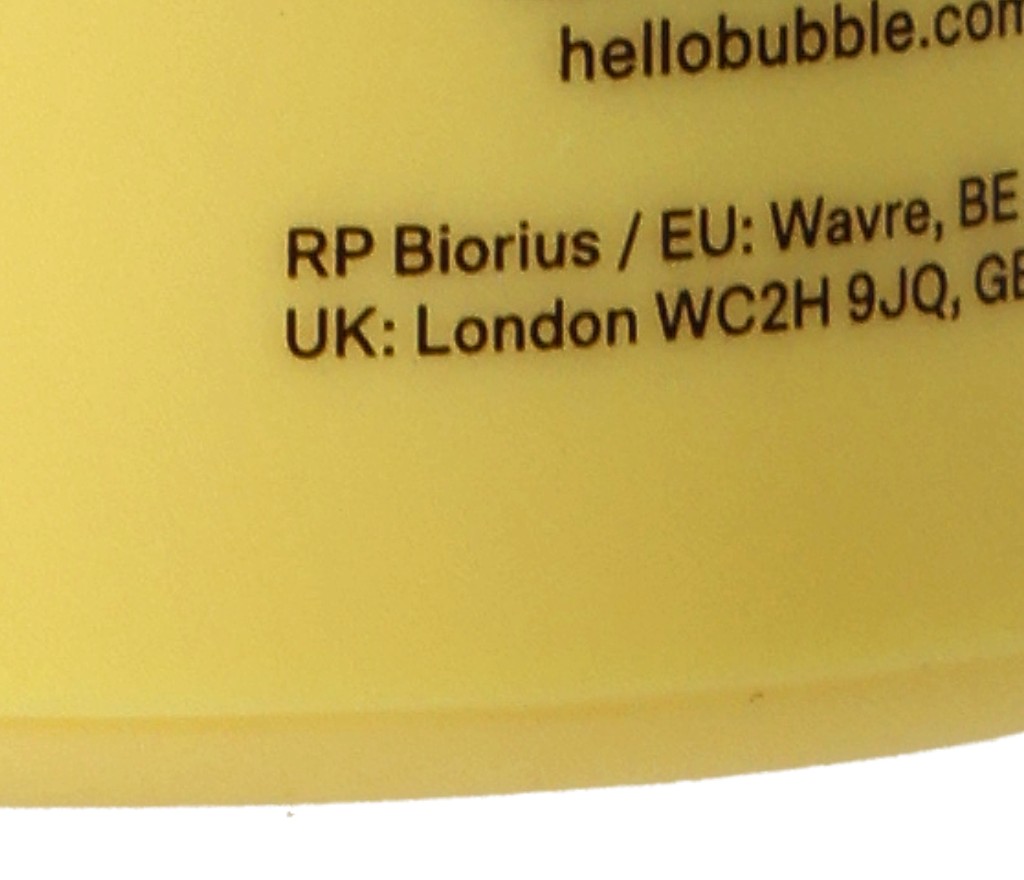 hellobubble.com
RP Biorius / EU: Wavre, BE
UK: London WC2H 9JQ, GB